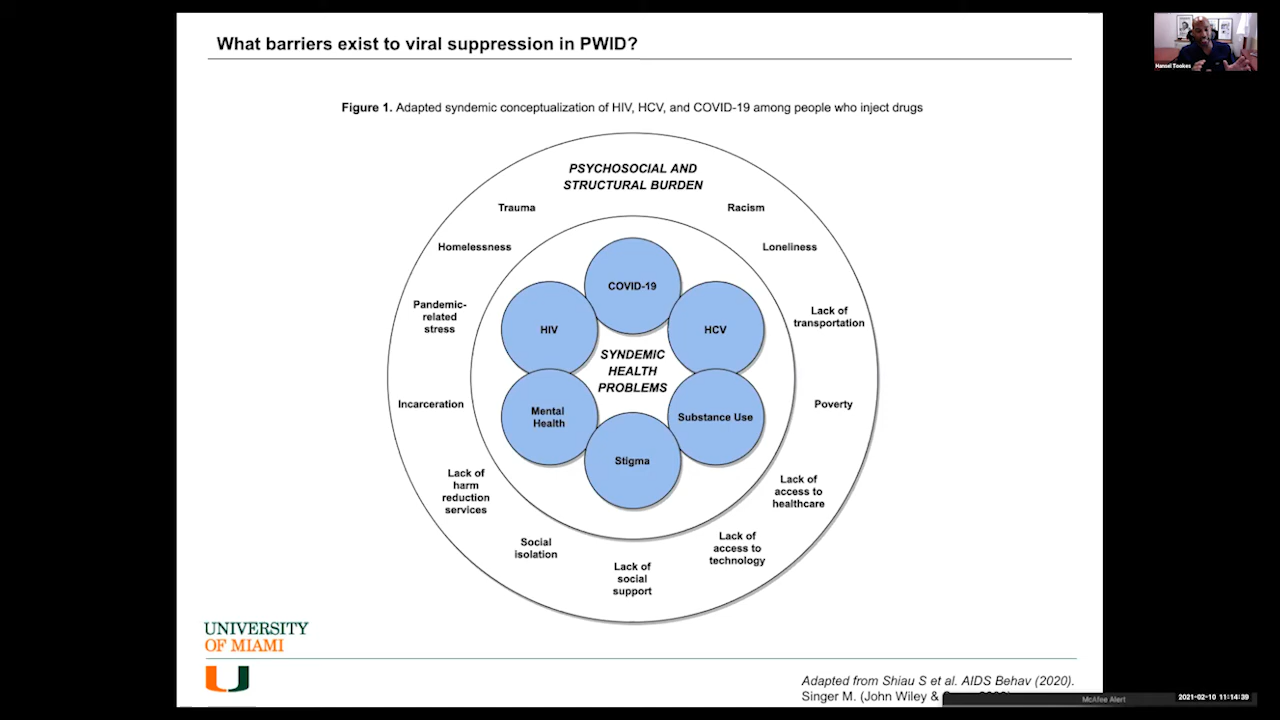 What barriers exist to viral suppression in PWID?
Hansel Tookes
Figure 1. Adapted syndemic conceptualization of HIV, HCV, and COVID-19 among people who inject drugs
PSYCHOSOCIAL AND
STRUCTURAL BURDEN
Trauma
Racism
Homelessness
Loneliness
COVID-19
Pandemic-
related
stress
HIV
HCV
Lack of
transportation
SYNDEMIC
HEALTH
PROBLEMS
Incarceration
Mental
Health
Substance Use
Poverty
Stigma
Lack of
harm
reduction
services
Lack of
access to
healthcare
Social
isolation
Lack of
access to
technology
Lack of
social
support
UNIVERSITY
OF MIAMI
Adapted from Shiau S et al. AIDS Behav (2020).
Singer M. (John Wiley &
McAfee Alert
2021-02-10 11:14:39